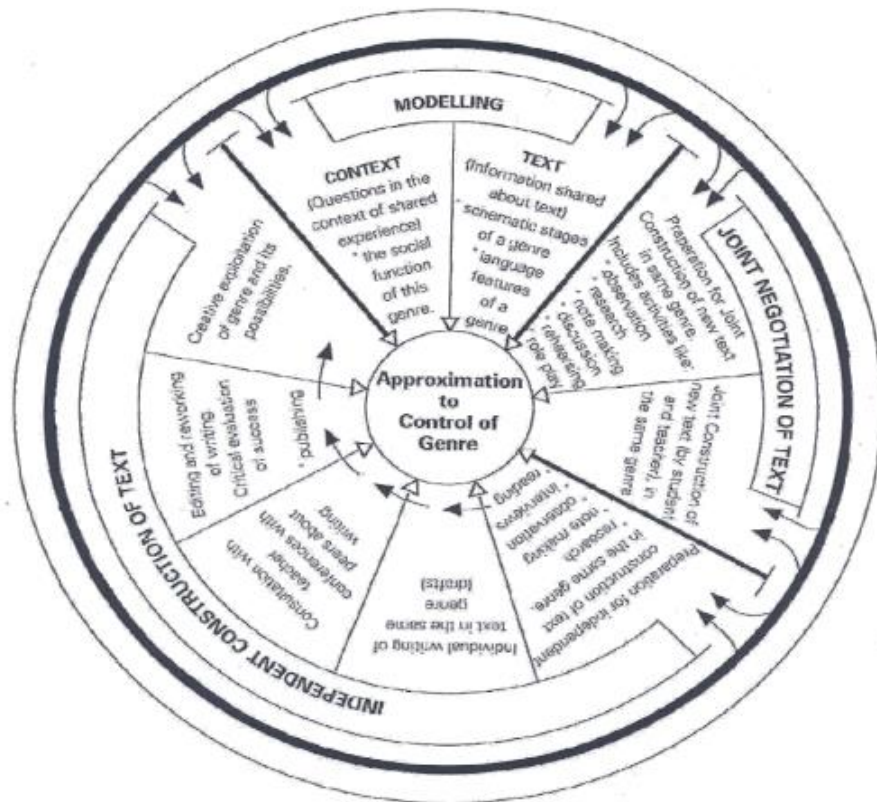 MODELLING
CONTEXT
(Questions in the
context of shared
experience)
* the social
function
of this
genre.
TEXT
(Information shared
about text)
* schematic stages
of a genre
* language
features
of a
genre
JOINT NEGOTIATION OF TEXT
Preparation for Joint
Construction of new text
in same genre.
Includes activities like:
* observation
* research
* note making
* discussion
* rehearsing
* role play
Joint Construction of
new text (by student
and teacher), in
the same genre
INDEPENDENT CONSTRUCTION OF TEXT
Preparation for independent
construction of text
in the same genre.
* research
* note making
* observation
* interviews
* reading
Individual writing of
text in the same
genre
(drafts)
Consultation with
teacher
conferences with
peers about
writing
Editing and reworking
of writing
Critical evaluation
of success
* publishing
Creative exploitation
of genre and its
possibilities.
Approximation
to
Control of
Genre